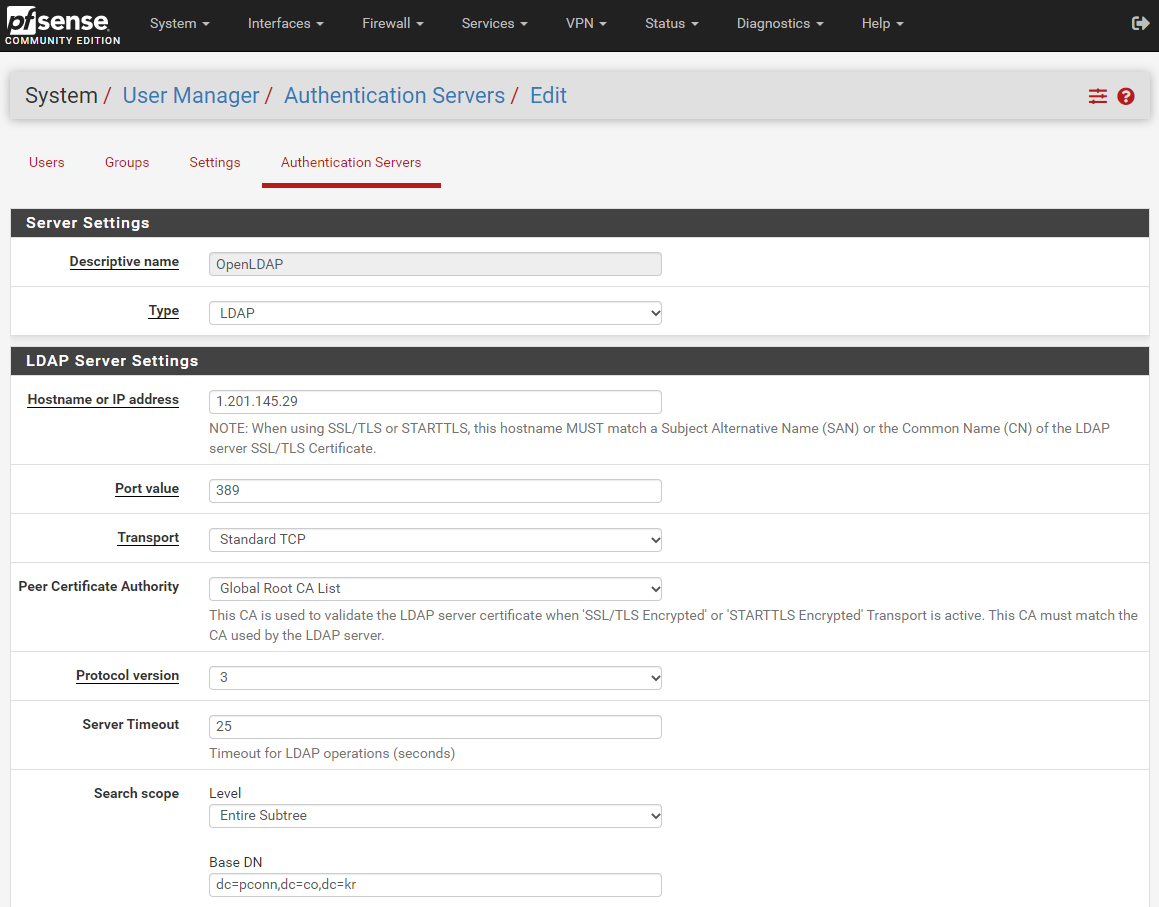 pfsense
COMMUNITY EDITION
System Interfaces Firewall Services VPN Status Diagnostics Help
System / User Manager / Authentication Servers / Edit
Users Groups Settings Authentication Servers
Server Settings
Descriptive name OpenLDAP
Type LDAP
LDAP Server Settings
Hostname or IP address 1.201.145.29
NOTE: When using SSL/TLS or STARTTLS, this hostname MUST match a Subject Alternative Name (SAN) or the Common Name (CN) of the LDAP
server SSL/TLS Certificate.
Port value 389
Transport Standard TCP
Peer Certificate Authority Global Root CA List
This CA is used to validate the LDAP server certificate when 'SSL/TLS Encrypted' or 'STARTTLS Encrypted' Transport is active. This CA must match the
CA used by the LDAP server.
Protocol version 3
Server Timeout 25
Timeout for LDAP operations (seconds)
Search scope Level
Entire Subtree
Base DN
dc=pconn,dc=co,dc=kr